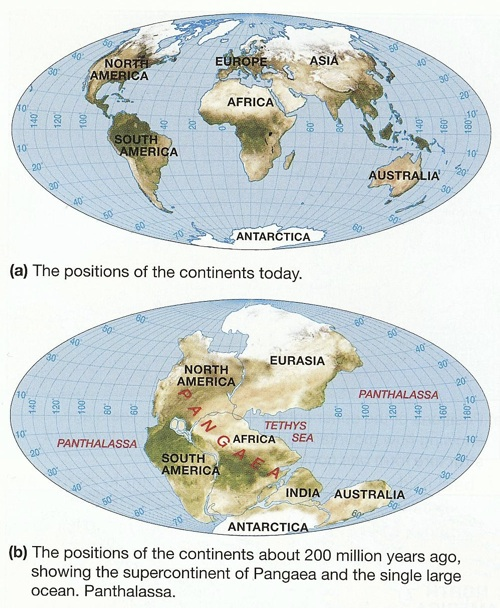 NORTH
AMERICA
EUROPE
ASIA
AFRICA
SOUTH
AMERICA
AUSTRALIA
ANTARCTICA
(a) The positions of the continents today.
NORTH
AMERICA
EURASIA
PANGAEA
PANTHALASSA
TETHYS
SEA
PANTHALASSA
AFRICA
SOUTH
AMERICA
INDIA
AUSTRALIA
ANTARCTICA
(b) The positions of the continents about 200 million years ago,
showing the supercontinent of Pangaea and the single large
ocean. Panthalassa.